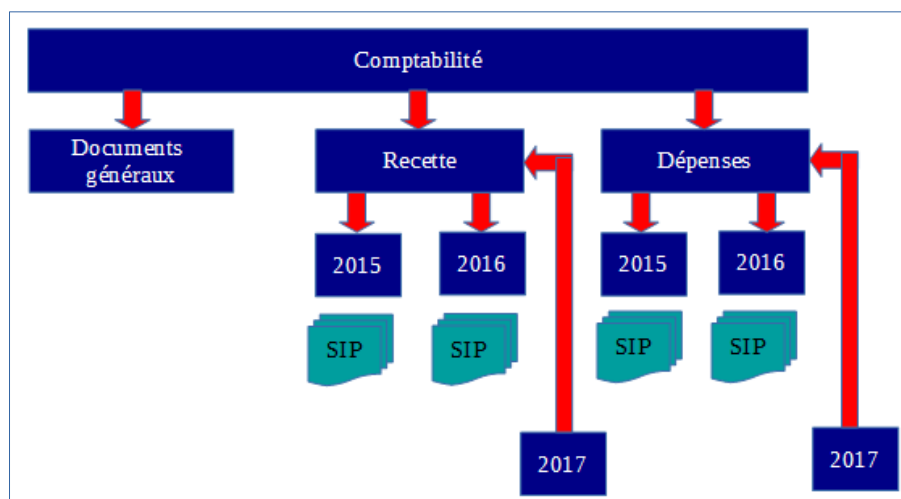 Comptabilité
Documents
généraux
Recette
Dépenses
2015
2016
2015
2016
SIP
SIP
SIP
SIP
2017
2017